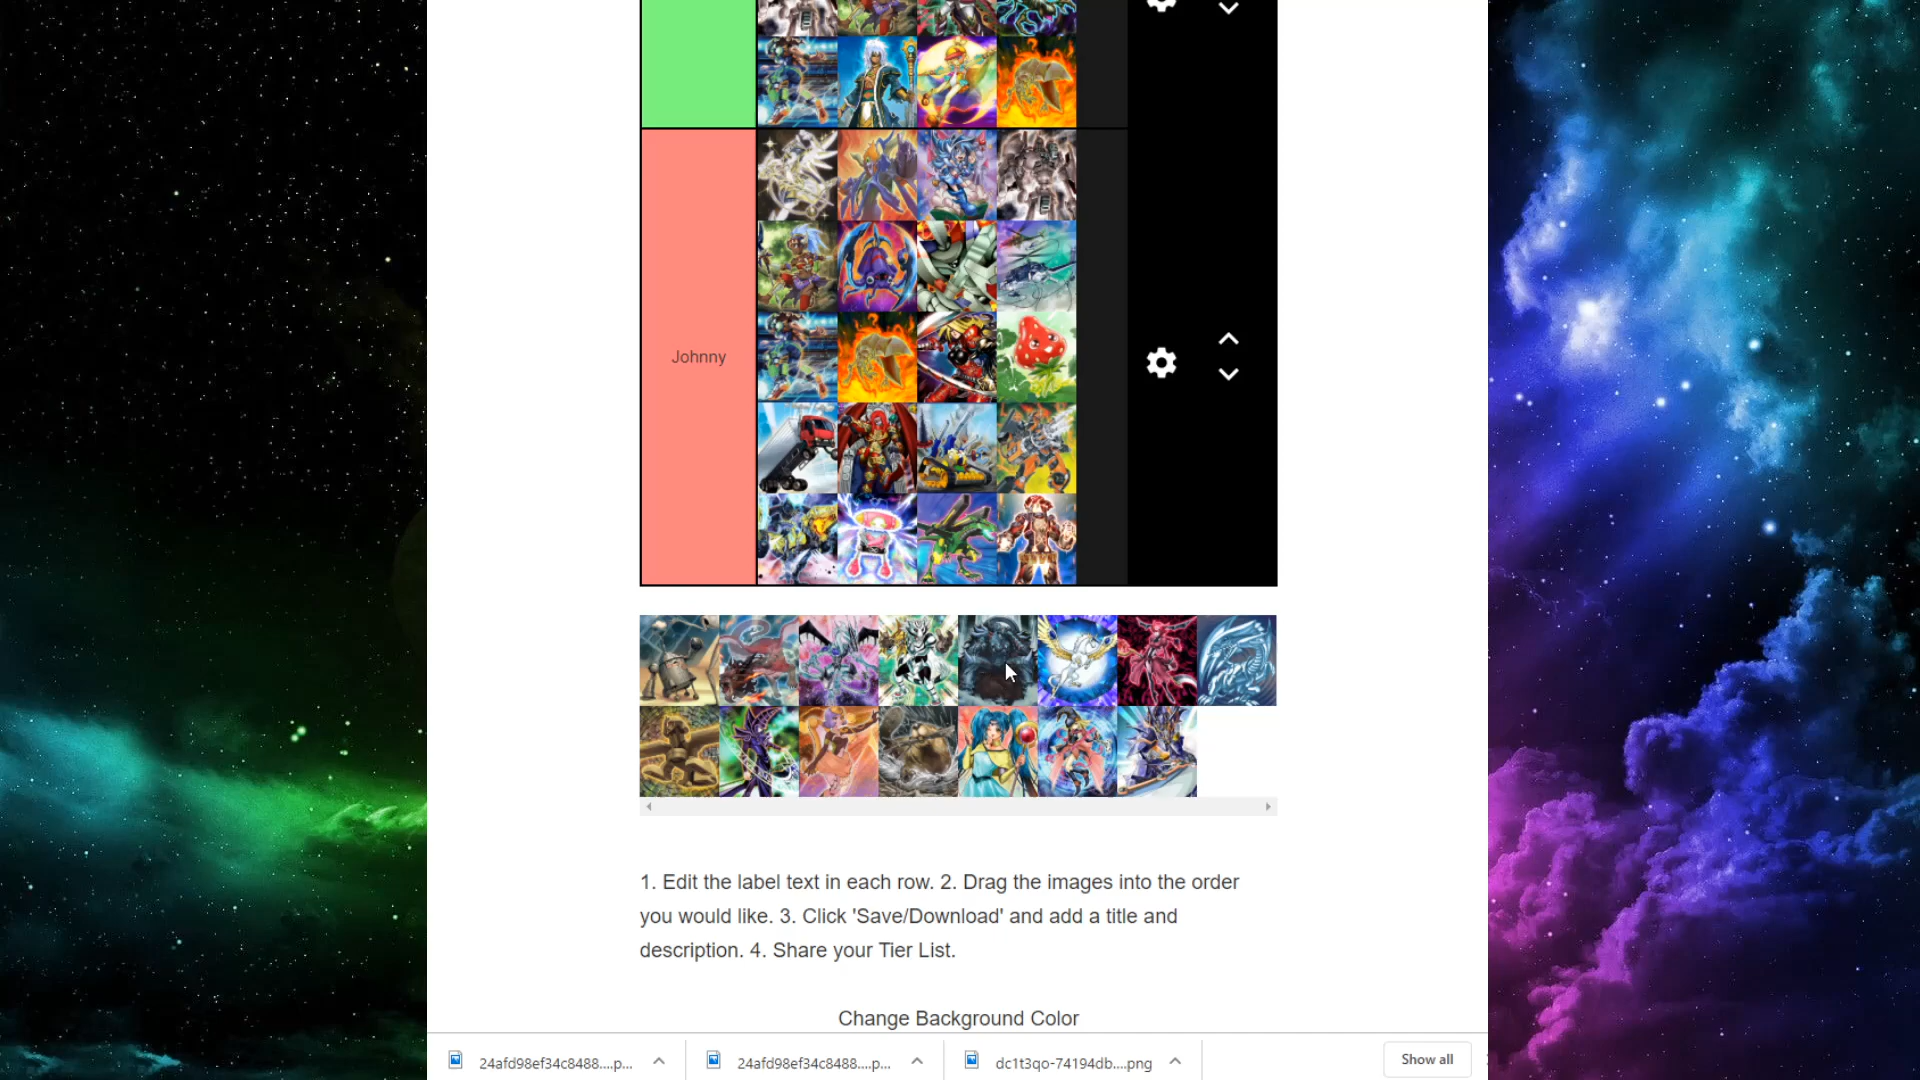 Johnny
1. Edit the label text in each row. 2. Drag the images into the order
you would like. 3. Click 'Save/Download' and add a title and
description. 4. Share your Tier List.
Change Background Color
24afd98ef34c8488....p...
24afd98ef34c8488....p...
dc1t3qo-74194db....png
Show all